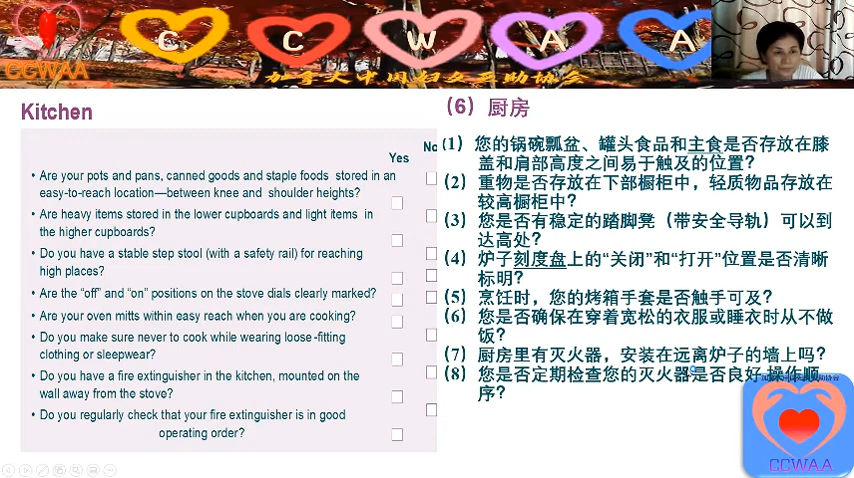 C C W A A
CCWAA
加拿大中国妇女互助协会
Kitchen
Yes
No
• Are your pots and pans, canned goods and staple foods stored in an
easy-to-reach location—between knee and shoulder heights?
• Are heavy items stored in the lower cupboards and light items in
the higher cupboards?
• Do you have a stable step stool (with a safety rail) for reaching
high places?
• Are the “off” and “on” positions on the stove dials clearly marked?
• Are your oven mitts within easy reach when you are cooking?
• Do you make sure never to cook while wearing loose-fitting
clothing or sleepwear?
• Do you have a fire extinguisher in the kitchen, mounted on the
wall away from the stove?
• Do you regularly check that your fire extinguisher is in good
operating order?
(6) 厨房
(1) 您的锅碗瓢盆、罐头食品和主食是否存放在膝
盖和肩部高度之间易于触及的位置?
(2) 重物是否存放在下部橱柜中，轻质物品存放在
较高橱柜中?
(3) 您是否有稳定的踏脚凳（带安全导轨）可以到
达高处?
(4) 炉子刻度盘上的“关闭”和“打开”位置是否清晰
标明?
(5) 烹饪时，您的烤箱手套是否触手可及?
(6) 您是否确保在穿着宽松的衣服或睡衣时从不做
饭?
(7) 厨房里有灭火器，安装在远离炉子的墙上吗?
(8) 您是否定期检查您的灭火器是否良好 操作顺
序?
CCWAA